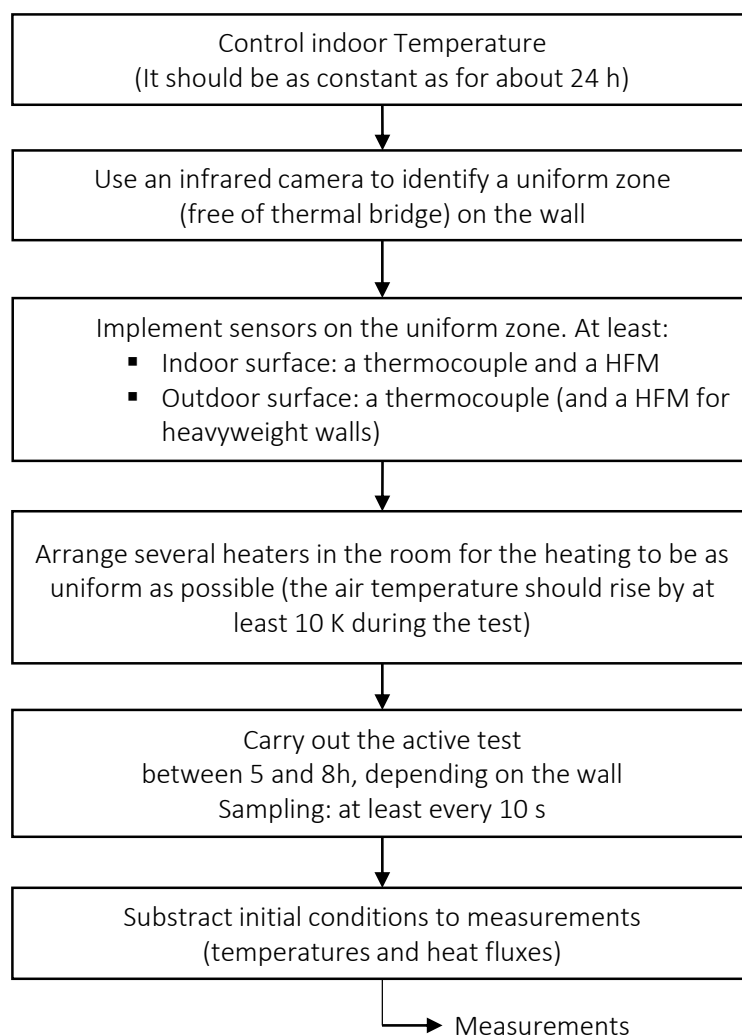 Control indoor Temperature
(It should be as constant as for about 24 h)
Use an infrared camera to identify a uniform zone
(free of thermal bridge) on the wall
Implement sensors on the uniform zone. At least:
▪ Indoor surface: a thermocouple and a HFM
▪ Outdoor surface: a thermocouple (and a HFM for
heavyweight walls)
Arrange several heaters in the room for the heating to be as
uniform as possible (the air temperature should rise by at
least 10 K during the test)
Carry out the active test
between 5 and 8h, depending on the wall
Sampling: at least every 10 s
Substract initial conditions to measurements
(temperatures and heat fluxes)
Measurements